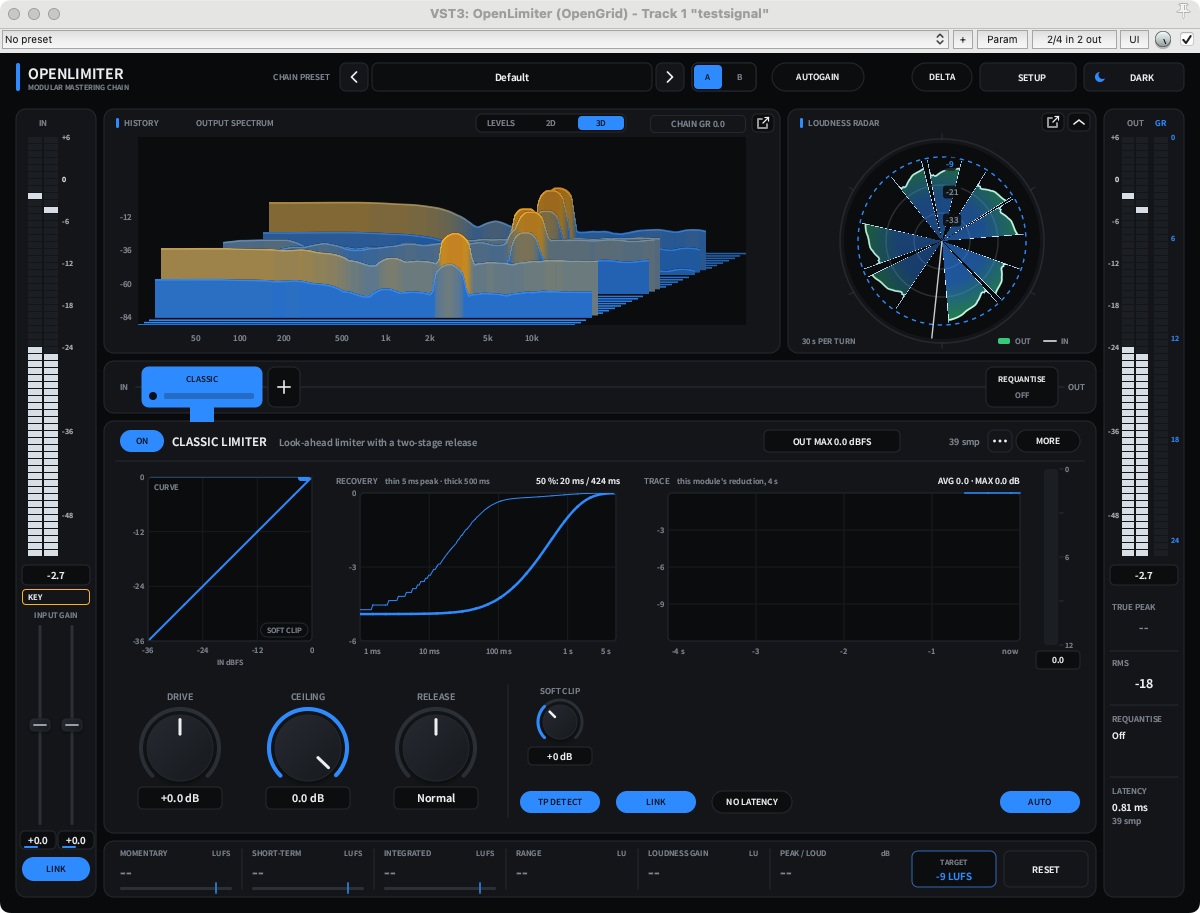 VST3: OpenLimiter (OpenGrid) - Track 1 "testsignal"
No preset
+
Param
2/4 in 2 out
UI
OPENLIMITER
MODULAR MASTERING CHAIN
CHAIN PRESET
Default
A
B
AUTOGAIN
DELTA
SETUP
DARK
IN
+6
0
-6
-12
-18
-24
-36
-48
-2.7
KEY
INPUT GAIN
+0.0
+0.0
LINK
HISTORY
OUTPUT SPECTRUM
LEVELS
2D
3D
CHAIN GR 0.0
-12
-36
-60
-84
50
100
200
500
1k
2k
5k
10k
LOUDNESS RADAR
-9
-21
-33
30 s PER TURN
OUT
IN
OUT
GR
+6
0
-6
-12
-18
-24
-36
-48
0
6
12
18
24
-2.7
TRUE PEAK
--
RMS
-18
REQUANTISE
Off
LATENCY
0.81 ms
39 smp
IN
CLASSIC
+
REQUANTISE
OFF
OUT
ON
CLASSIC LIMITER
Look-ahead limiter with a two-stage release
OUT MAX 0.0 dBFS
39 smp
MORE
CURVE
0
-12
-24
-36
-36
-24
-12
0
IN dBFS
SOFT CLIP
RECOVERY
thin 5 ms peak · thick 500 ms
50 %: 20 ms / 424 ms
0
-3
-6
1 ms
10 ms
100 ms
1 s
5 s
TRACE
this module's reduction, 4 s
AVG 0.0 · MAX 0.0 dB
-3
-6
-9
-4 s
-3
-2
-1
now
0
6
12
0.0
DRIVE
+0.0 dB
CEILING
0.0 dB
RELEASE
Normal
SOFT CLIP
+0 dB
TP DETECT
LINK
NO LATENCY
AUTO
MOMENTARY
LUFS
--
SHORT-TERM
LUFS
--
INTEGRATED
LUFS
--
RANGE
LU
--
LOUDNESS GAIN
LU
--
PEAK / LOUD
dB
--
TARGET
-9 LUFS
RESET